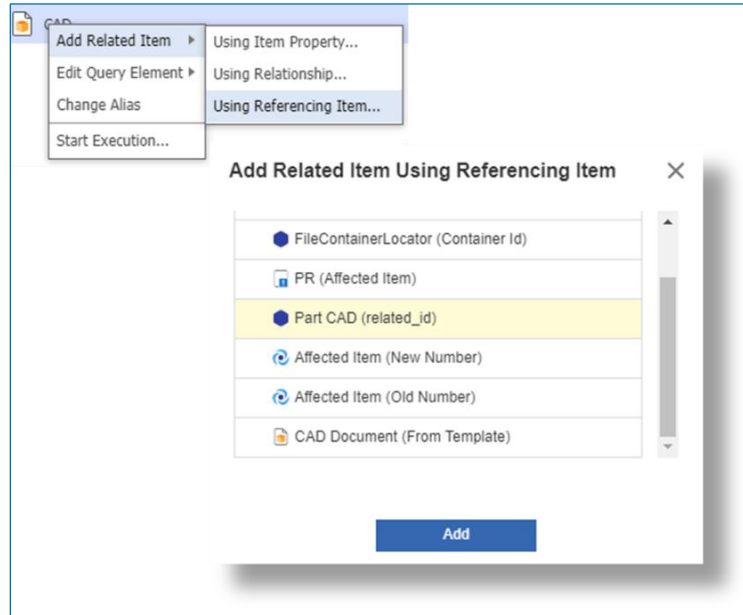 CAD
Add Related Item
Using Item Property...
Edit Query Element
Using Relationship...
Change Alias
Using Referencing Item...
Start Execution...
Add Related Item Using Referencing Item
FileContainerLocator (Container Id)
PR (Affected Item)
Part CAD (related_id)
Affected Item (New Number)
Affected Item (Old Number)
CAD Document (From Template)
Add